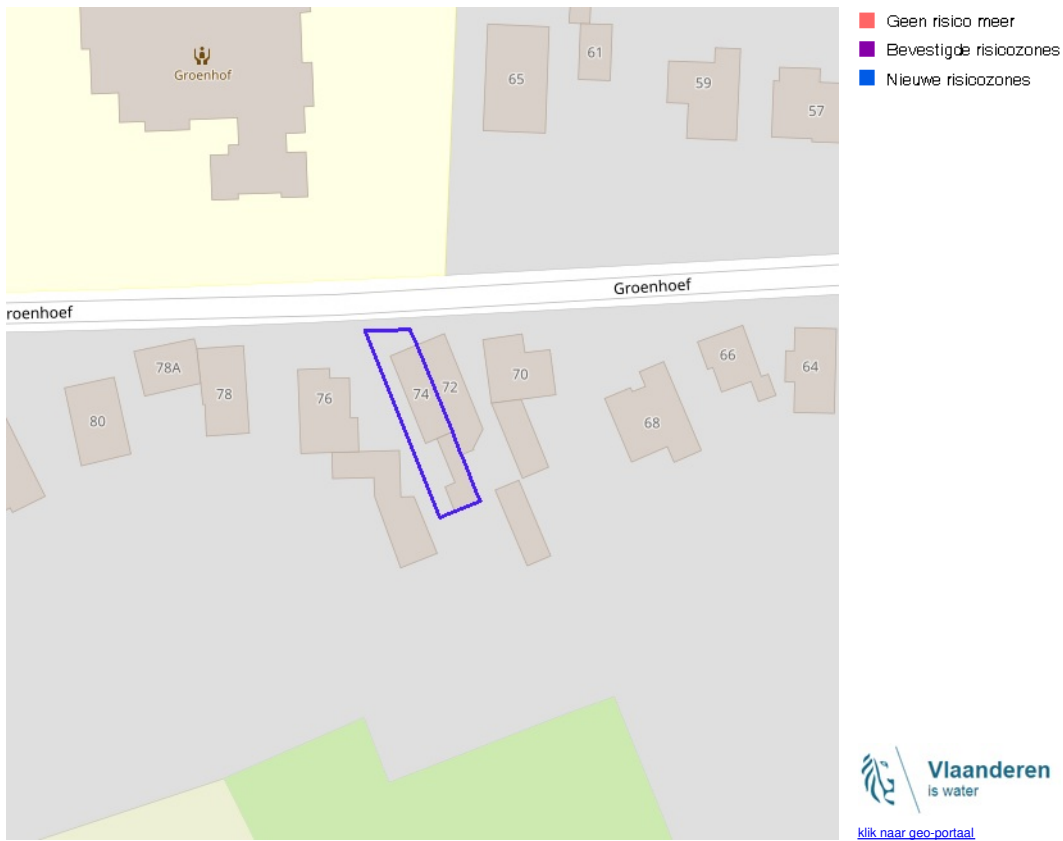 Groenhof
65
61
59
57
Groenhoef
roenhoef
80
78A
78
76
74
72
70
68
66
64
Geen risico meer
Bevestigde risicozones
Nieuwe risicozones
Vlaanderen
is water
klik naar geo-portaal